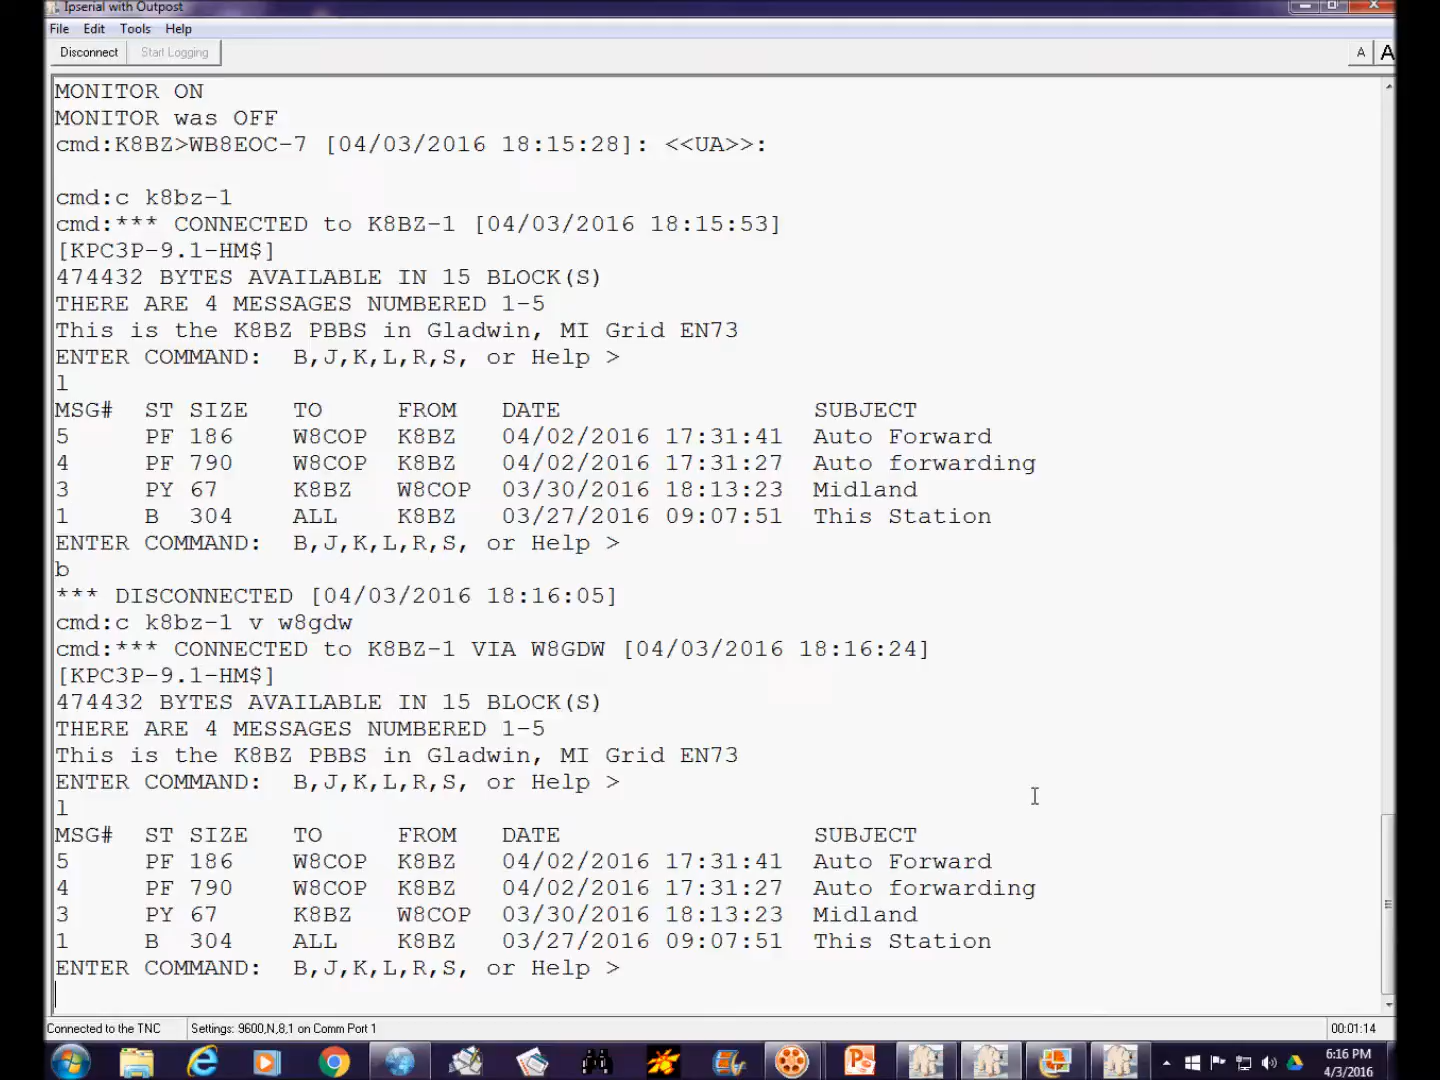 Ipserial with Outpost
File Edit Tools Help
Disconnect Start Logging A A
MONITOR ON
MONITOR was OFF
cmd:K8BZ>WB8EOC-7 [04/03/2016 18:15:28]: <<UA>>:
cmd:c k8bz-1
cmd:*** CONNECTED to K8BZ-1 [04/03/2016 18:15:53]
[KPC3P-9.1-HM$]
474432 BYTES AVAILABLE IN 15 BLOCK(S)
THERE ARE 4 MESSAGES NUMBERED 1-5
This is the K8BZ PBBS in Gladwin, MI Grid EN73
ENTER COMMAND: B,J,K,L,R,S, or Help >
l
MSG# ST SIZE TO FROM DATE SUBJECT
5 PF 186 W8COP K8BZ 04/02/2016 17:31:41 Auto Forward
4 PF 790 W8COP K8BZ 04/02/2016 17:31:27 Auto forwarding
3 PY 67 K8BZ W8COP 03/30/2016 18:13:23 Midland
1 B 304 ALL K8BZ 03/27/2016 09:07:51 This Station
ENTER COMMAND: B,J,K,L,R,S, or Help >
b
*** DISCONNECTED [04/03/2016 18:16:05]
cmd:c k8bz-1 v w8gdw
cmd:*** CONNECTED to K8BZ-1 VIA W8GDW [04/03/2016 18:16:24]
[KPC3P-9.1-HM$]
474432 BYTES AVAILABLE IN 15 BLOCK(S)
THERE ARE 4 MESSAGES NUMBERED 1-5
This is the K8BZ PBBS in Gladwin, MI Grid EN73
ENTER COMMAND: B,J,K,L,R,S, or Help >
l
MSG# ST SIZE TO FROM DATE SUBJECT
5 PF 186 W8COP K8BZ 04/02/2016 17:31:41 Auto Forward
4 PF 790 W8COP K8BZ 04/02/2016 17:31:27 Auto forwarding
3 PY 67 K8BZ W8COP 03/30/2016 18:13:23 Midland
1 B 304 ALL K8BZ 03/27/2016 09:07:51 This Station
ENTER COMMAND: B,J,K,L,R,S, or Help >
Connected to the TNC Settings: 9600,N,8,1 on Comm Port 1 00:01:14
6:16 PM
4/3/2016